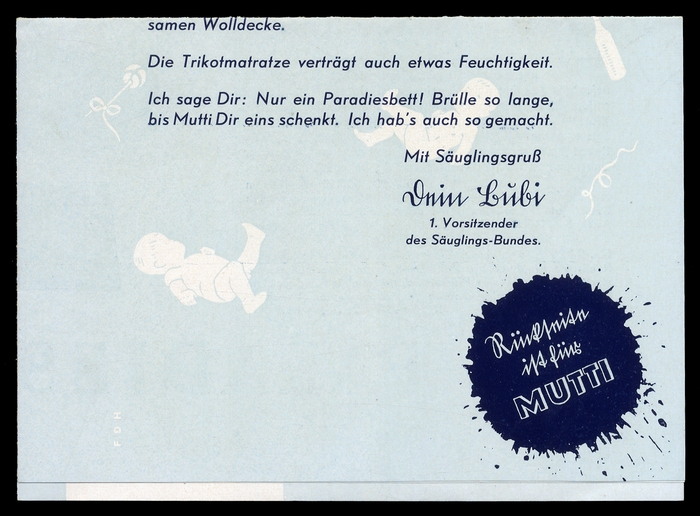 samen Wolldecke.
Die Trikotmatratze verträgt auch etwas Feuchtigkeit.
Ich sage Dir: Nur ein Paradiesbett! Brülle so lange,
bis Mutti Dir eins schenkt. Ich hab's auch so gemacht.
Mit Säuglingsgruß
Dein Bubi
1. Vorsitzender
des Säuglings-Bundes.
Rückseite
ist für
MUTTI
FDH